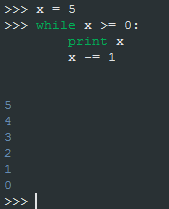 >>> x = 5
>>> while x >= 0:
        print x
        x -= 1
5
4
3
2
1
0
>>>